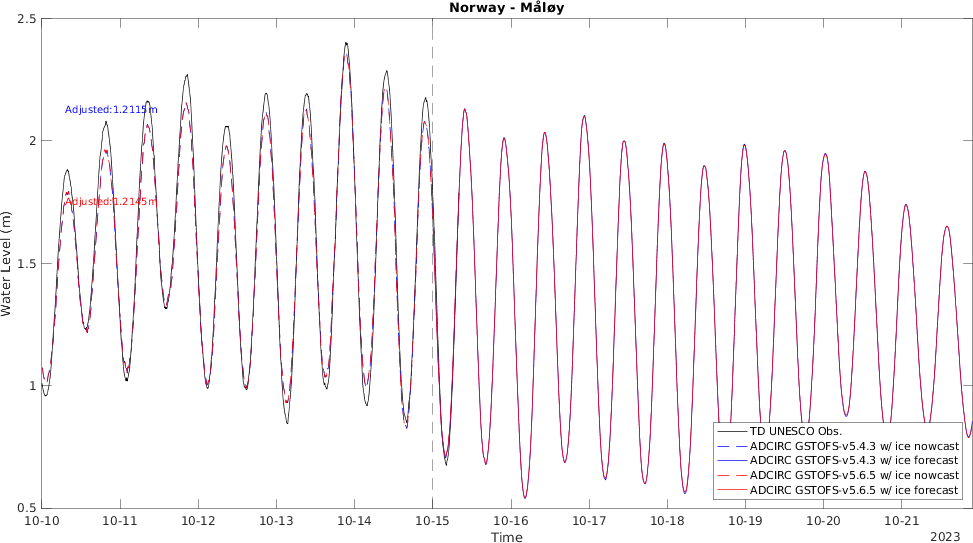 Norway - Måløy
2.5
2
1.5
1
0.5
Water Level (m)
Adjusted:1.2115m
Adjusted:1.2145m
TD UNESCO Obs.
ADCIRC GSTOFS-v5.4.3 w/ ice nowcast
ADCIRC GSTOFS-v5.4.3 w/ ice forecast
ADCIRC GSTOFS-v5.6.5 w/ ice nowcast
ADCIRC GSTOFS-v5.6.5 w/ ice forecast
10-10 10-11 10-12 10-13 10-14 10-15 10-16 10-17 10-18 10-19 10-20 10-21
Time
2023